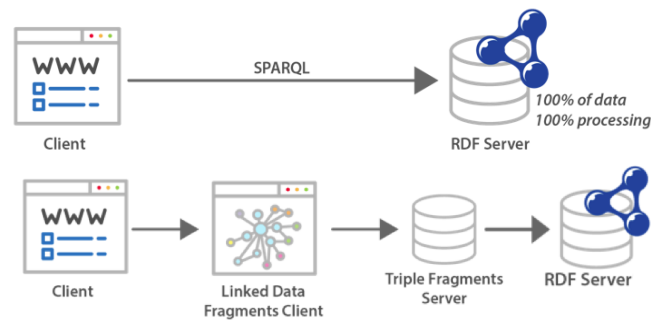 WWW
SPARQL
100% of data
100% processing
Client
RDF Server
WWW
Client
Linked Data
Fragments Client
Triple Fragments
Server
RDF Server